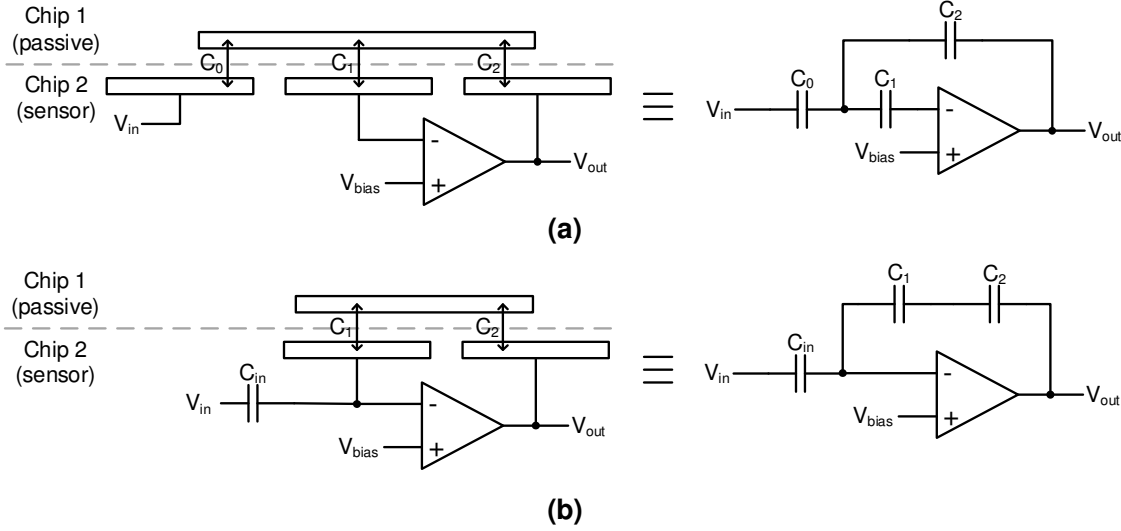 Chip 1
(passive)
Chip 2
(sensor)
C0
C1
C2
Vin
-
+
Vbias
Vout
C2
C0
C1
Vin
-
+
Vbias
Vout
(a)
Chip 1
(passive)
Chip 2
(sensor)
C1
C2
Cin
Vin
-
+
Vbias
Vout
C1
C2
Cin
Vin
-
+
Vbias
Vout
(b)